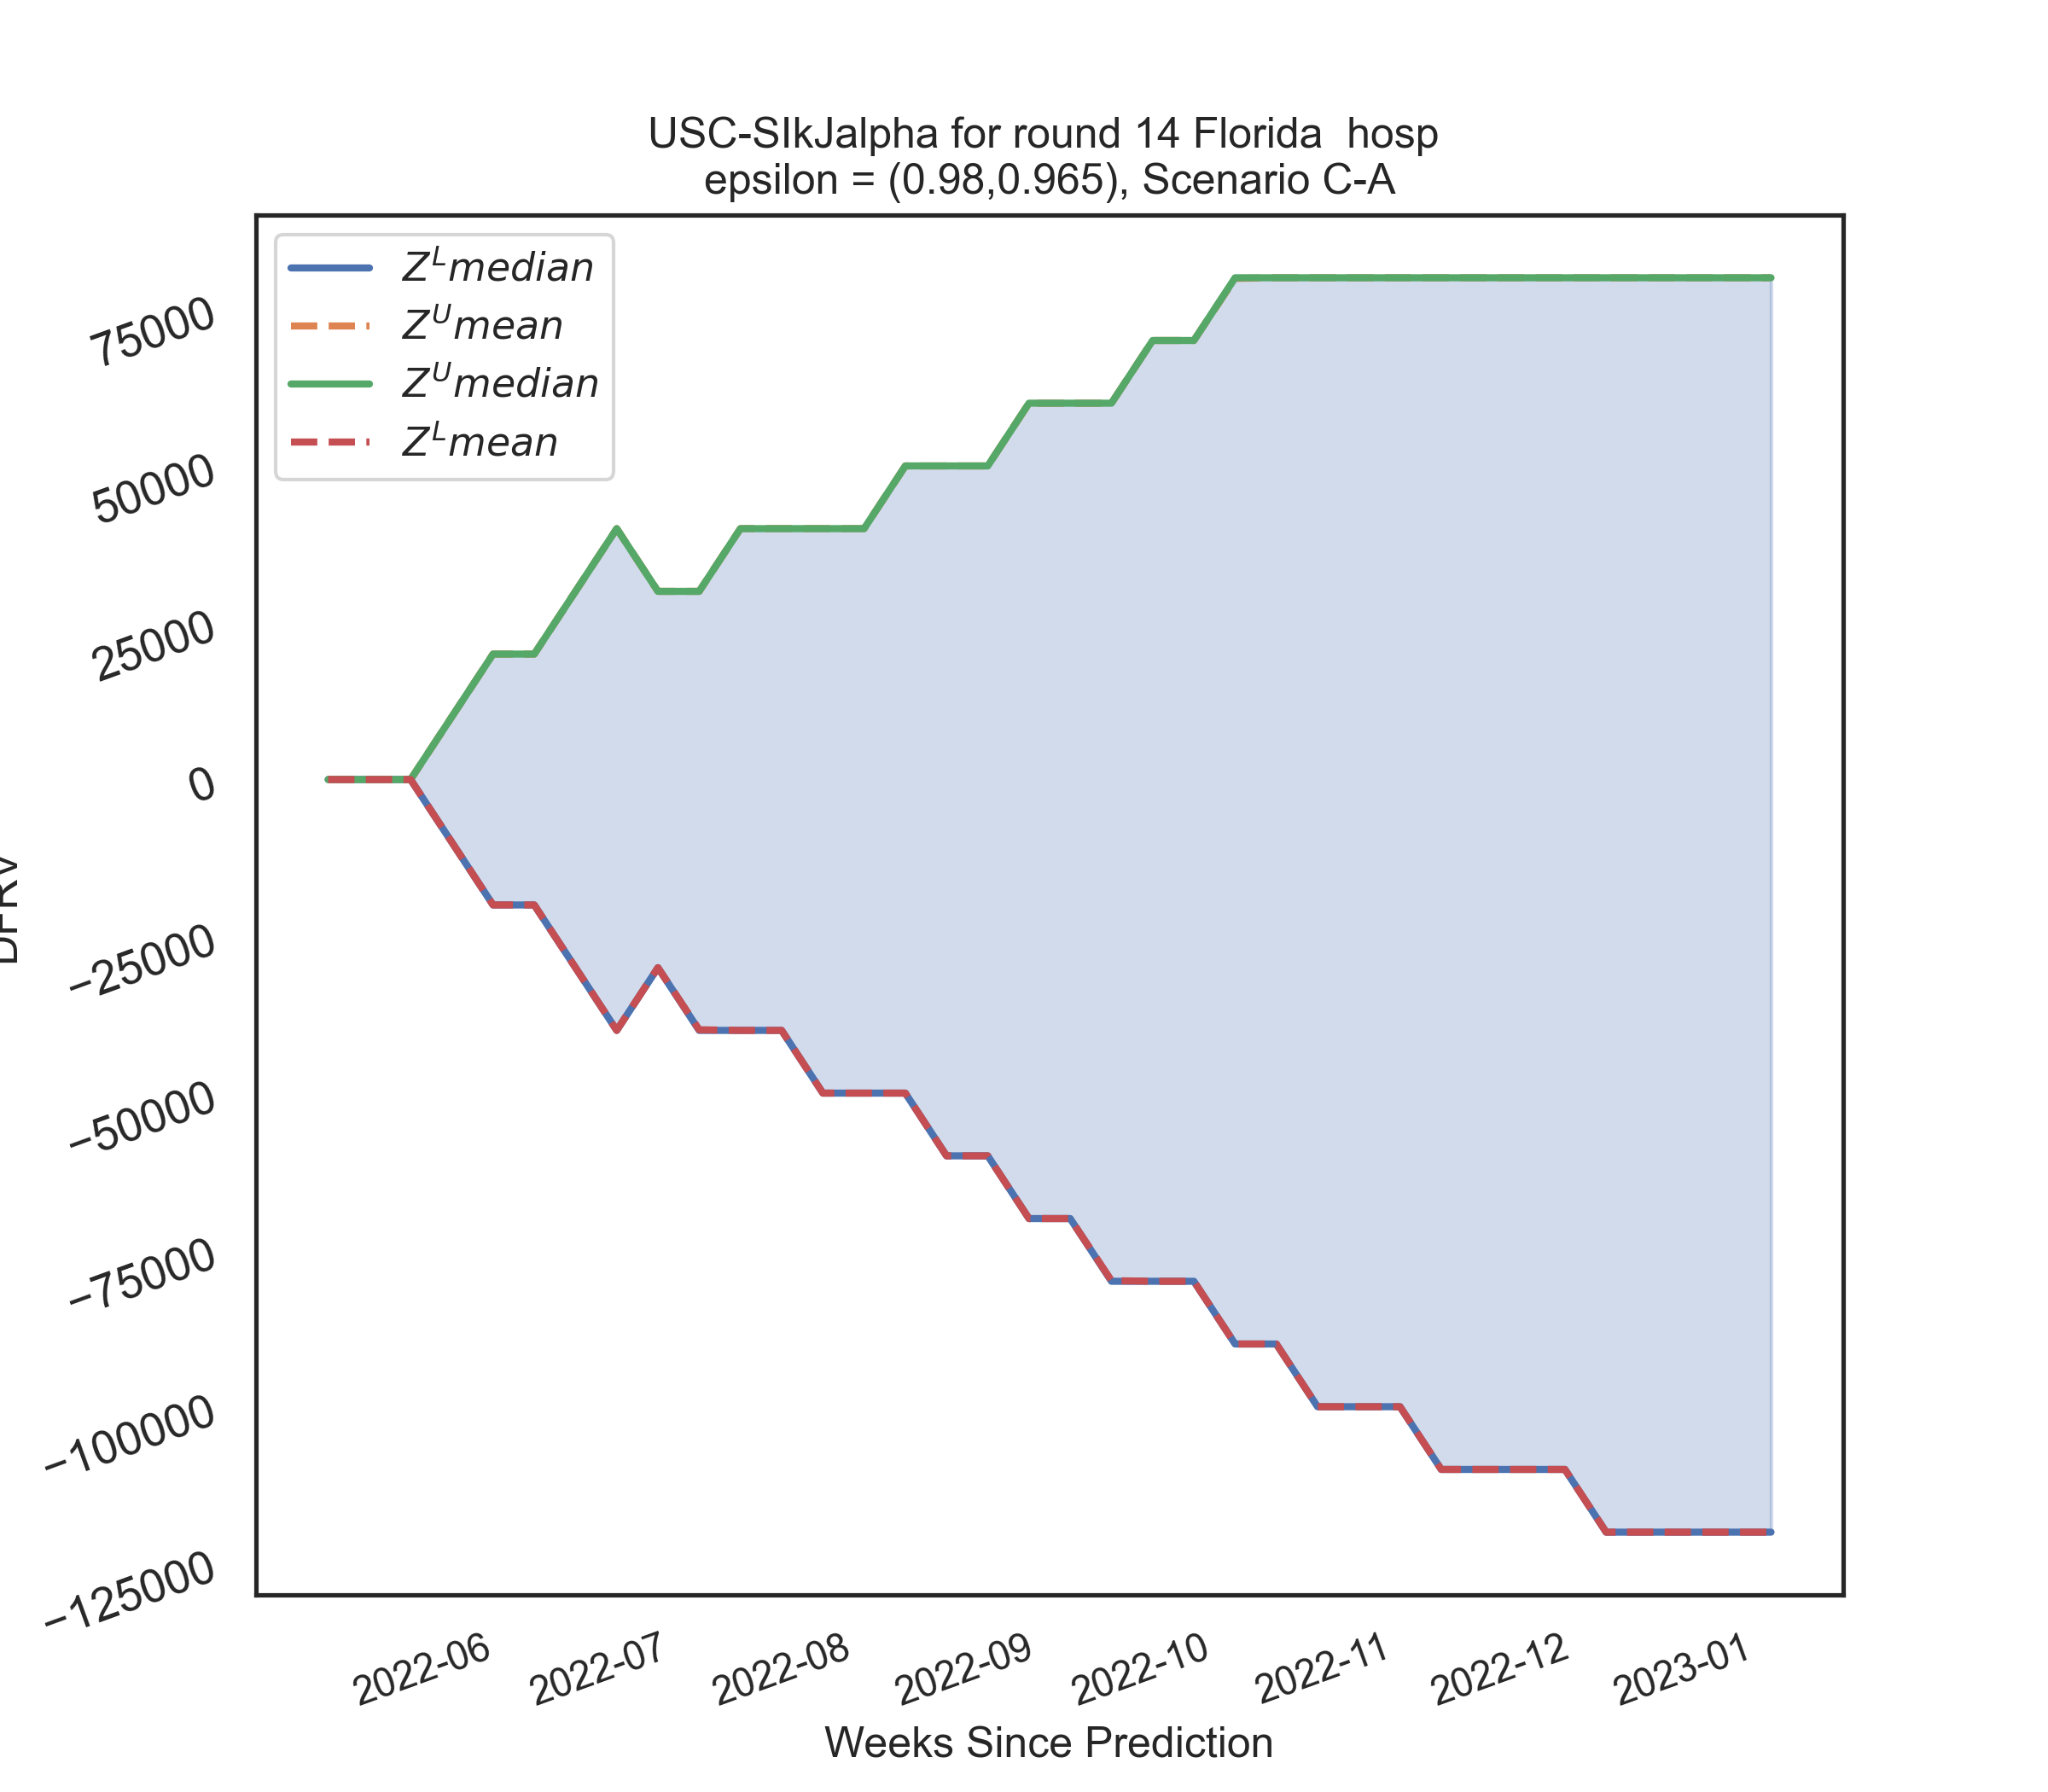 USC-SIkJalpha for round 14 Florida  hosp
epsilon = (0.98,0.965), Scenario C-A
Z^L median
Z^U mean
Z^U median
Z^L mean
75000
50000
25000
0
−25000
−50000
−75000
−100000
−125000
2022-06
2022-07
2022-08
2022-09
2022-10
2022-11
2022-12
2023-01
Weeks Since Prediction